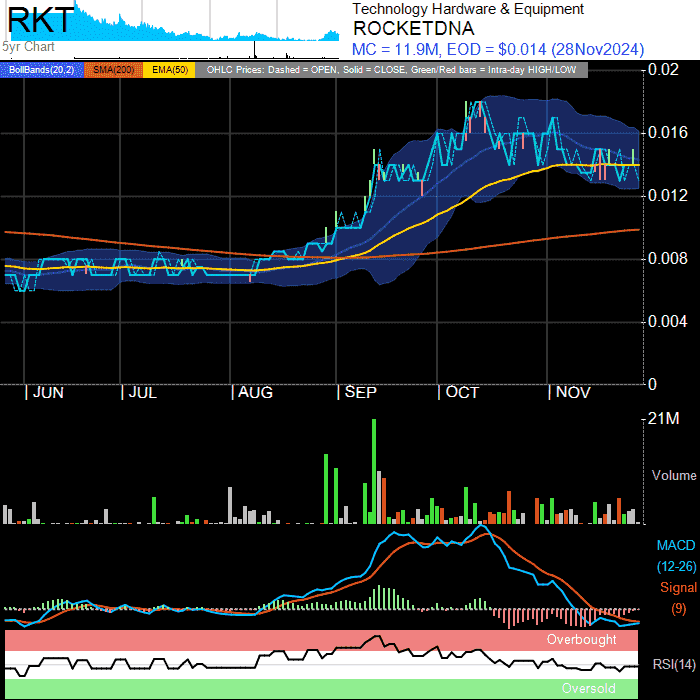 RKT
5yr Chart
Technology Hardware & Equipment
ROCKETDNA
MC = 11.9M, EOD = $0.014 (28Nov2024)
BollBands(20,2) SMA(200) EMA(50) OHLC Prices: Dashed = OPEN, Solid = CLOSE, Green/Red bars = Intra-day HIGH/LOW
0.02
0.016
0.012
0.008
0.004
0
JUN JUL AUG SEP OCT NOV
21M
Volume
MACD
(12-26)
Signal
(9)
Overbought
RSI(14)
Oversold